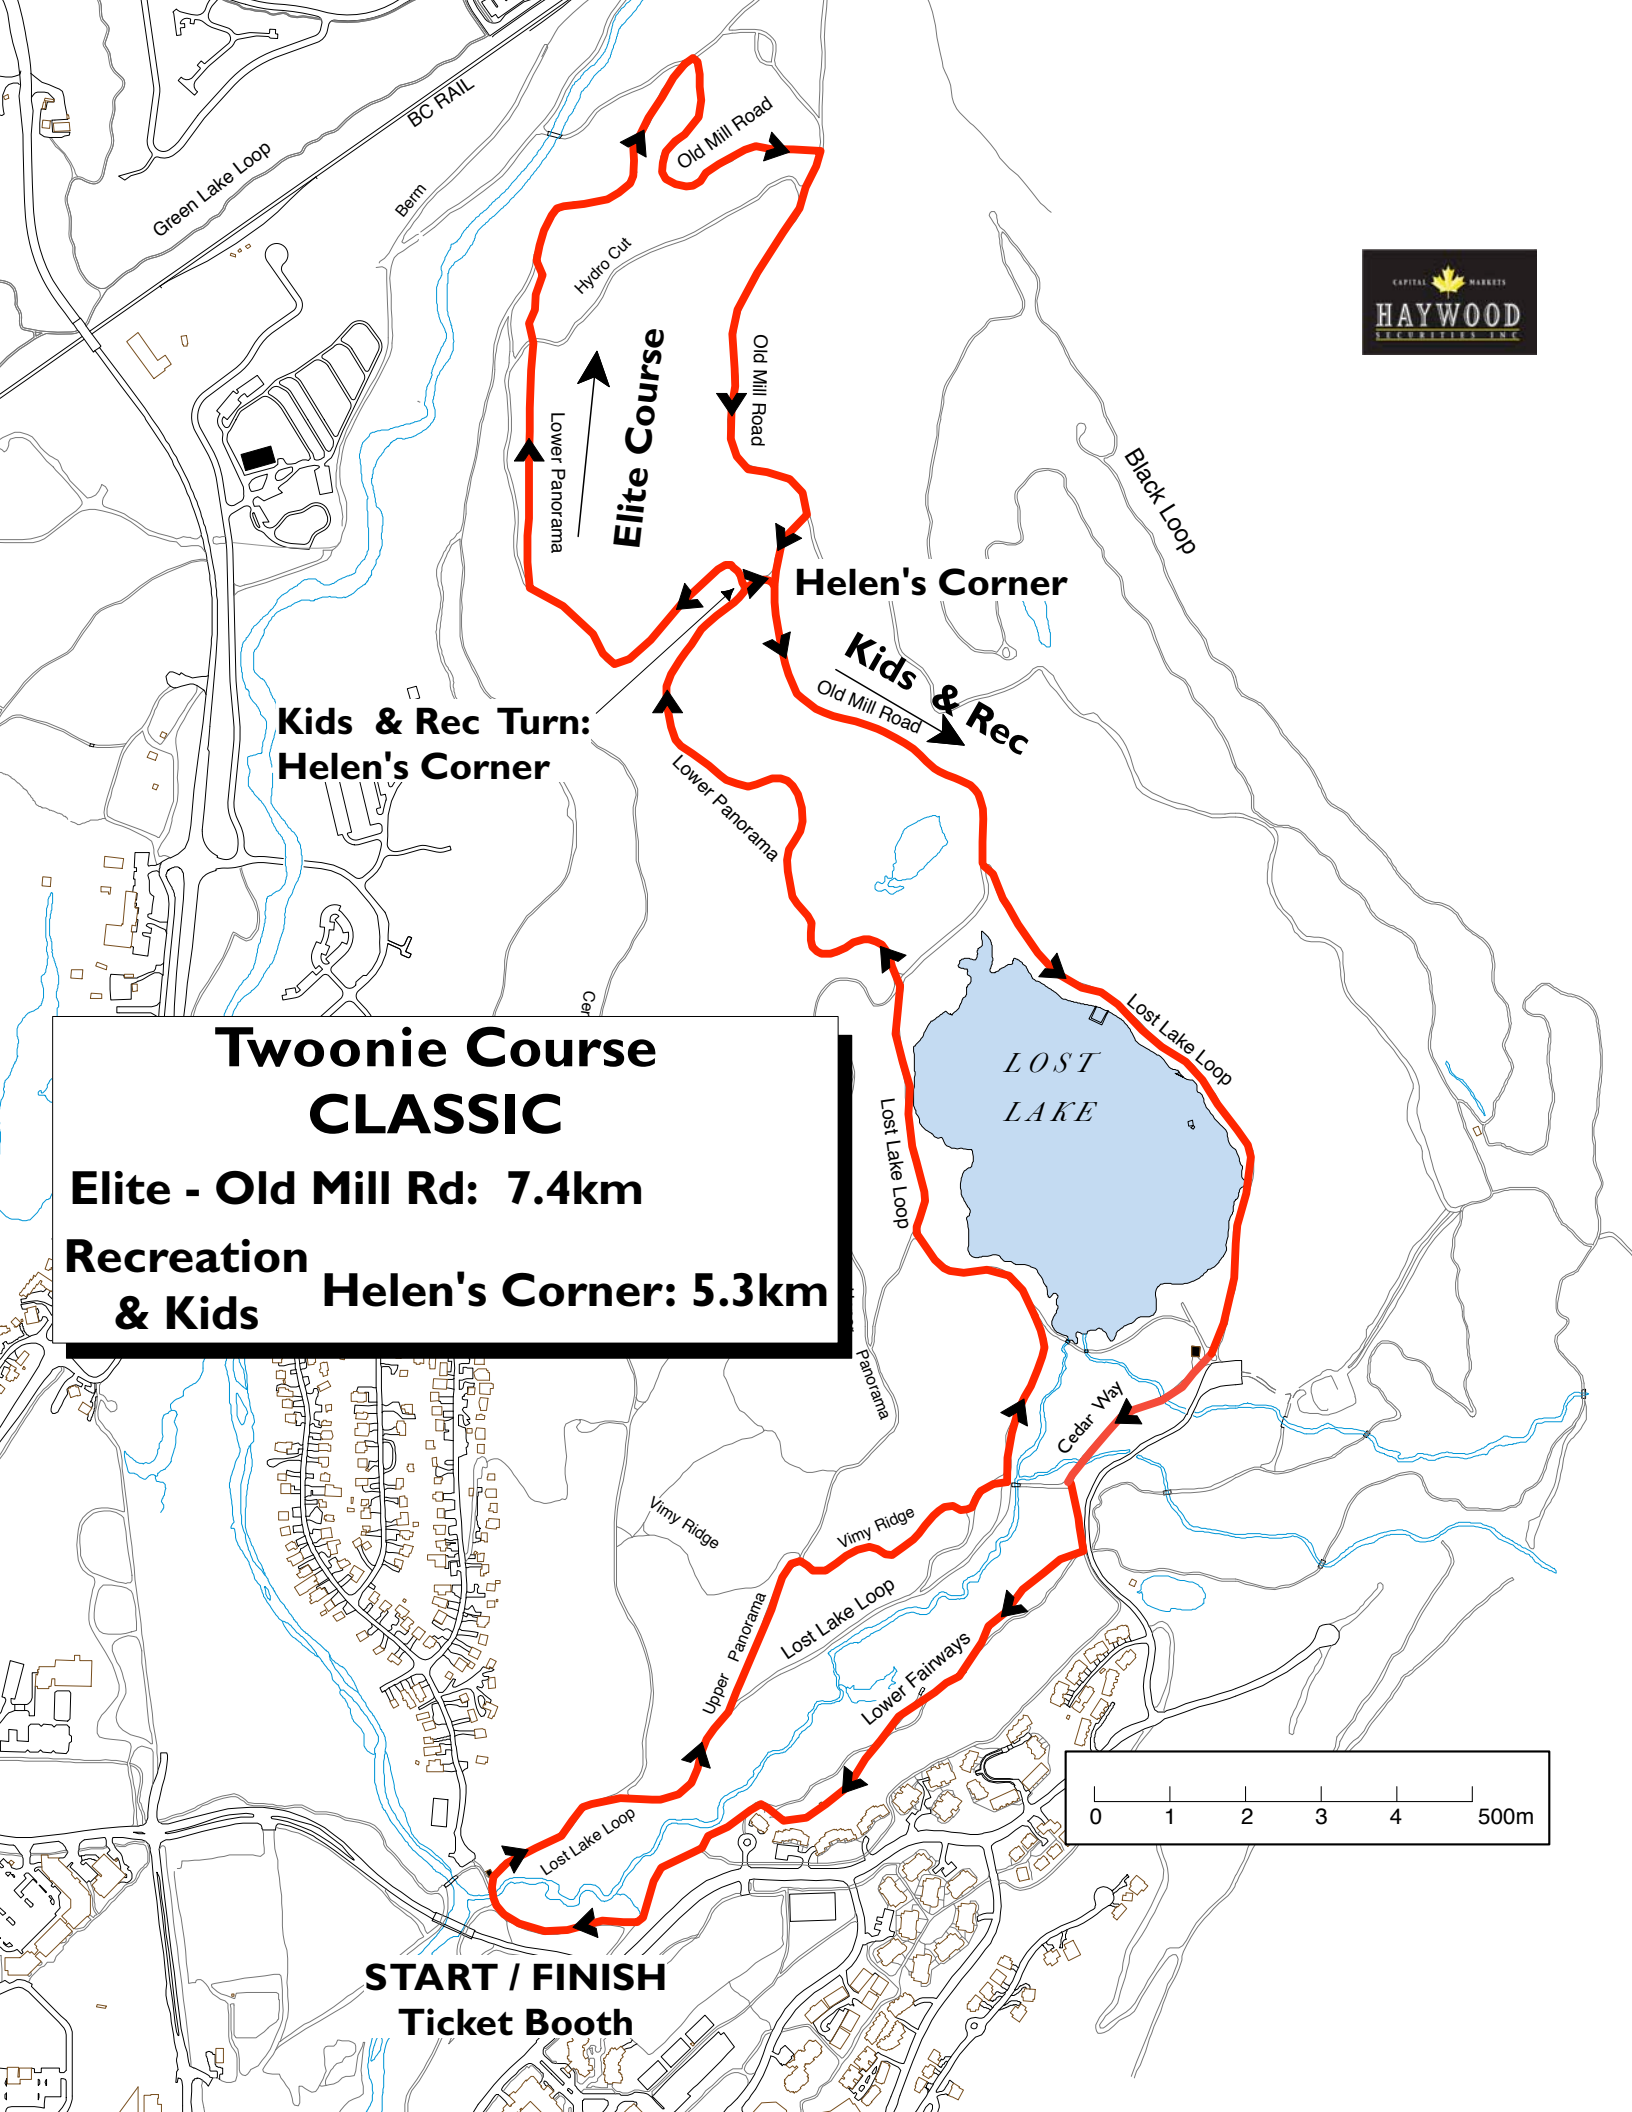 BC RAIL
Green Lake Loop
Berm
Old Mill Road
Hydro Cut
CAPITAL MARKETS
HAYWOOD
SECURITIES INC
Elite Course
Old Mill Road
Lower Panorama
Black Loop
Helen's Corner
Kids & Rec
Old Mill Road
Kids & Rec Turn:
Helen's Corner
Lower Panorama
Lost Lake Loop
LOST
LAKE
Lost Lake Loop
Twoonie Course
CLASSIC
Elite - Old Mill Rd: 7.4km
Recreation
& Kids
Helen's Corner: 5.3km
Panorama
Cedar Way
Vimy Ridge
Vimy Ridge
Upper Panorama
Lost Lake Loop
Lower Fairways
Lost Lake Loop
0 1 2 3 4 500m
START / FINISH
Ticket Booth